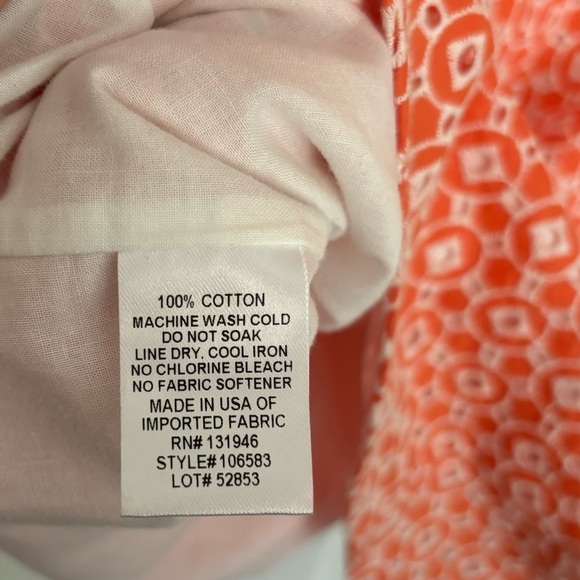 100% COTTON
MACHINE WASH COLD
DO NOT SOAK
LINE DRY, COOL IRON
NO CHLORINE BLEACH
NO FABRIC SOFTENER
MADE IN USA OF
IMPORTED FABRIC
RN# 131946
STYLE#106583
LOT# 52853